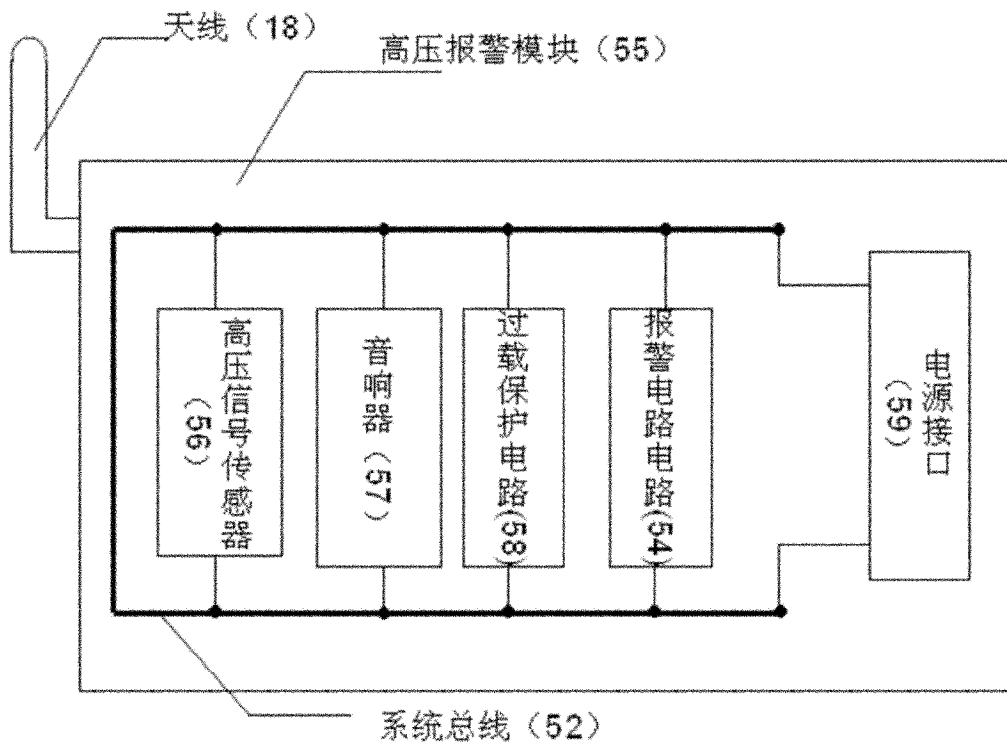 天线（18）
高压报警模块（55）
高压信号传感器
（56）
音响器（57）
过载保护电路(58)
报警电路电路(54)
电源接口
（59）
系统总线（52）